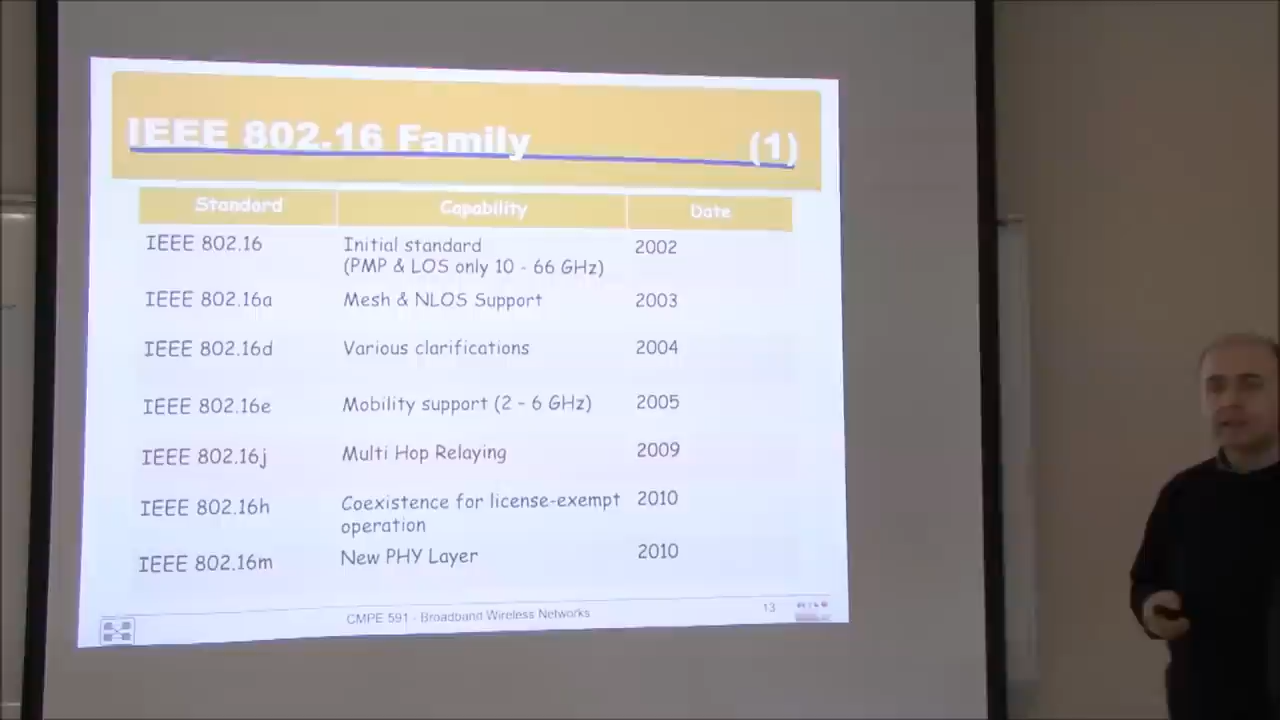 IEEE 802.16 Family (1)
Standard Capability Date
IEEE 802.16 Initial standard 2002
(PMP & LOS only 10 - 66 GHz)
IEEE 802.16a Mesh & NLOS Support 2003
IEEE 802.16d Various clarifications 2004
IEEE 802.16e Mobility support (2 - 6 GHz) 2005
IEEE 802.16j Multi Hop Relaying 2009
IEEE 802.16h Coexistence for license-exempt 2010
operation
IEEE 802.16m New PHY Layer 2010
CMPE 591 - Broadband Wireless Networks 13